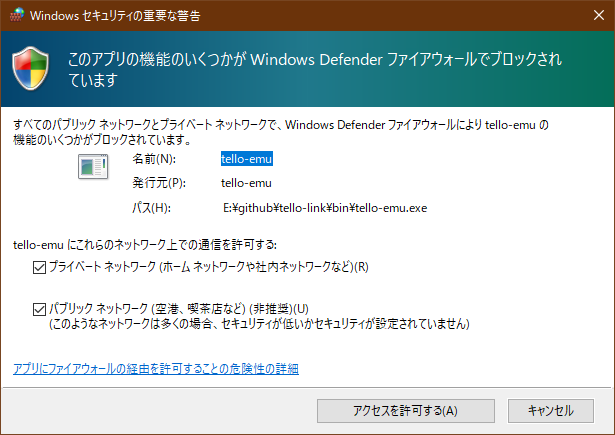 Windows セキュリティの重要な警告
このアプリの機能のいくつかが Windows Defender ファイアウォールでブロックされ
ています
すべてのパブリック ネットワークとプライベート ネットワークで、Windows Defender ファイアウォールにより tello-emu の
機能のいくつかがブロックされています。
名前(N): tello-emu
発行元(P): tello-emu
パス(H): E:¥github¥tello-link¥bin¥tello-emu.exe
tello-emu にこれらのネットワーク上での通信を許可する:
プライベート ネットワーク (ホーム ネットワークや社内ネットワークなど)(R)
パブリック ネットワーク (空港、喫茶店など) (非推奨)(U)
(このようなネットワークは多くの場合、セキュリティが低いかセキュリティが設定されていません)
アプリにファイアウォールの経由を許可することの危険性の詳細
アクセスを許可する(A) キャンセル